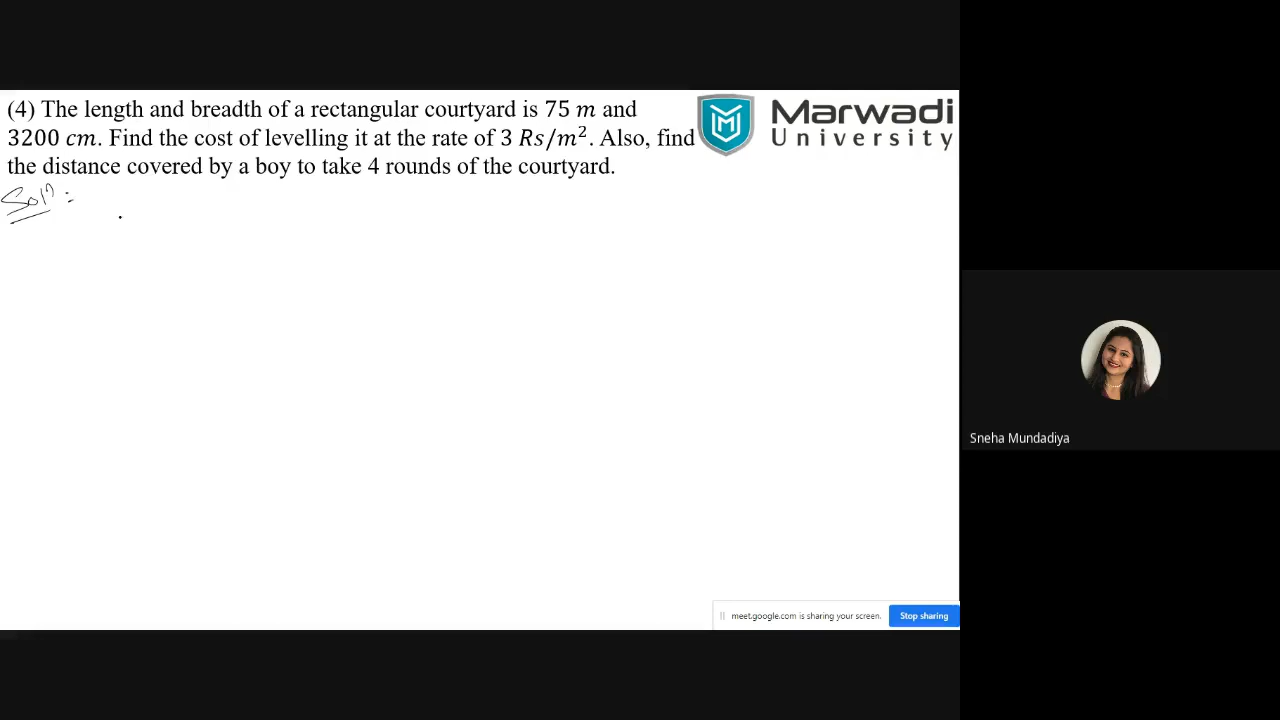 (4) The length and breadth of a rectangular courtyard is 75 m and
3200 cm. Find the cost of levelling it at the rate of 3 Rs/m². Also, find
the distance covered by a boy to take 4 rounds of the courtyard.
Marwadi
University
Solⁿ :
Sneha Mundadiya
meet.google.com is sharing your screen.
Stop sharing